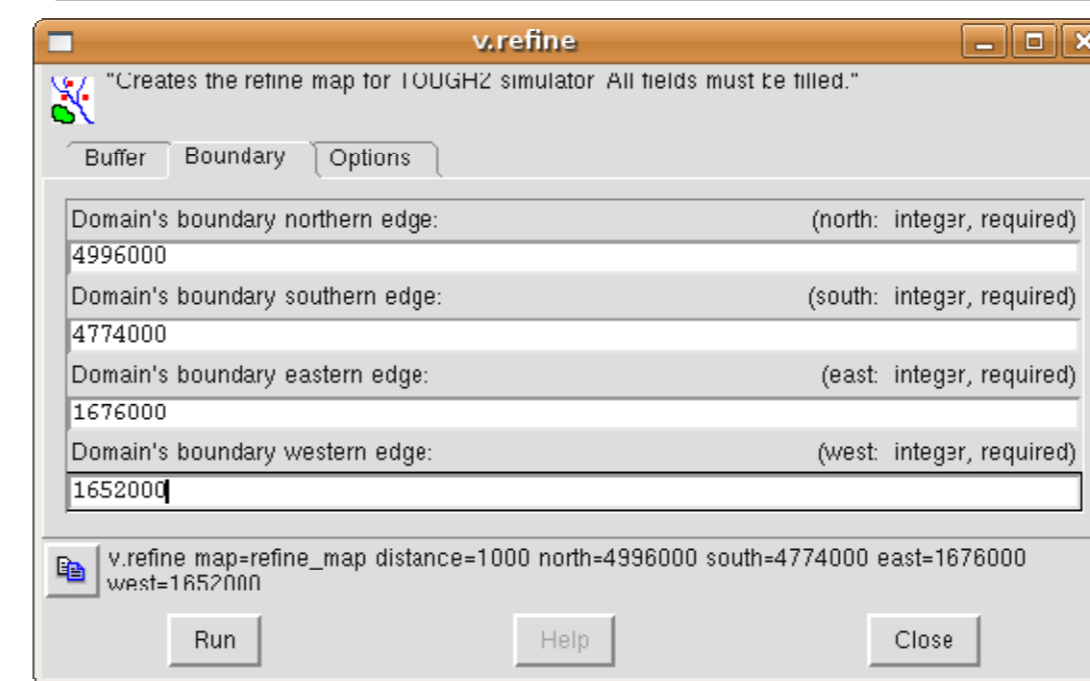 v.refine
"Creates the refine map for TOUGH2 simulator. All fields must be filled."
Buffer Boundary Options
Domain's boundary northern edge: (north: integer, required)
4996000
Domain's boundary southern edge: (south: integer, required)
4774000
Domain's boundary eastern edge: (east: integer, required)
1676000
Domain's boundary western edge: (west: integer, required)
1652000
v.refine map=refine_map distance=1000 north=4996000 south=4774000 east=1676000
west=1652000
Run Help Close